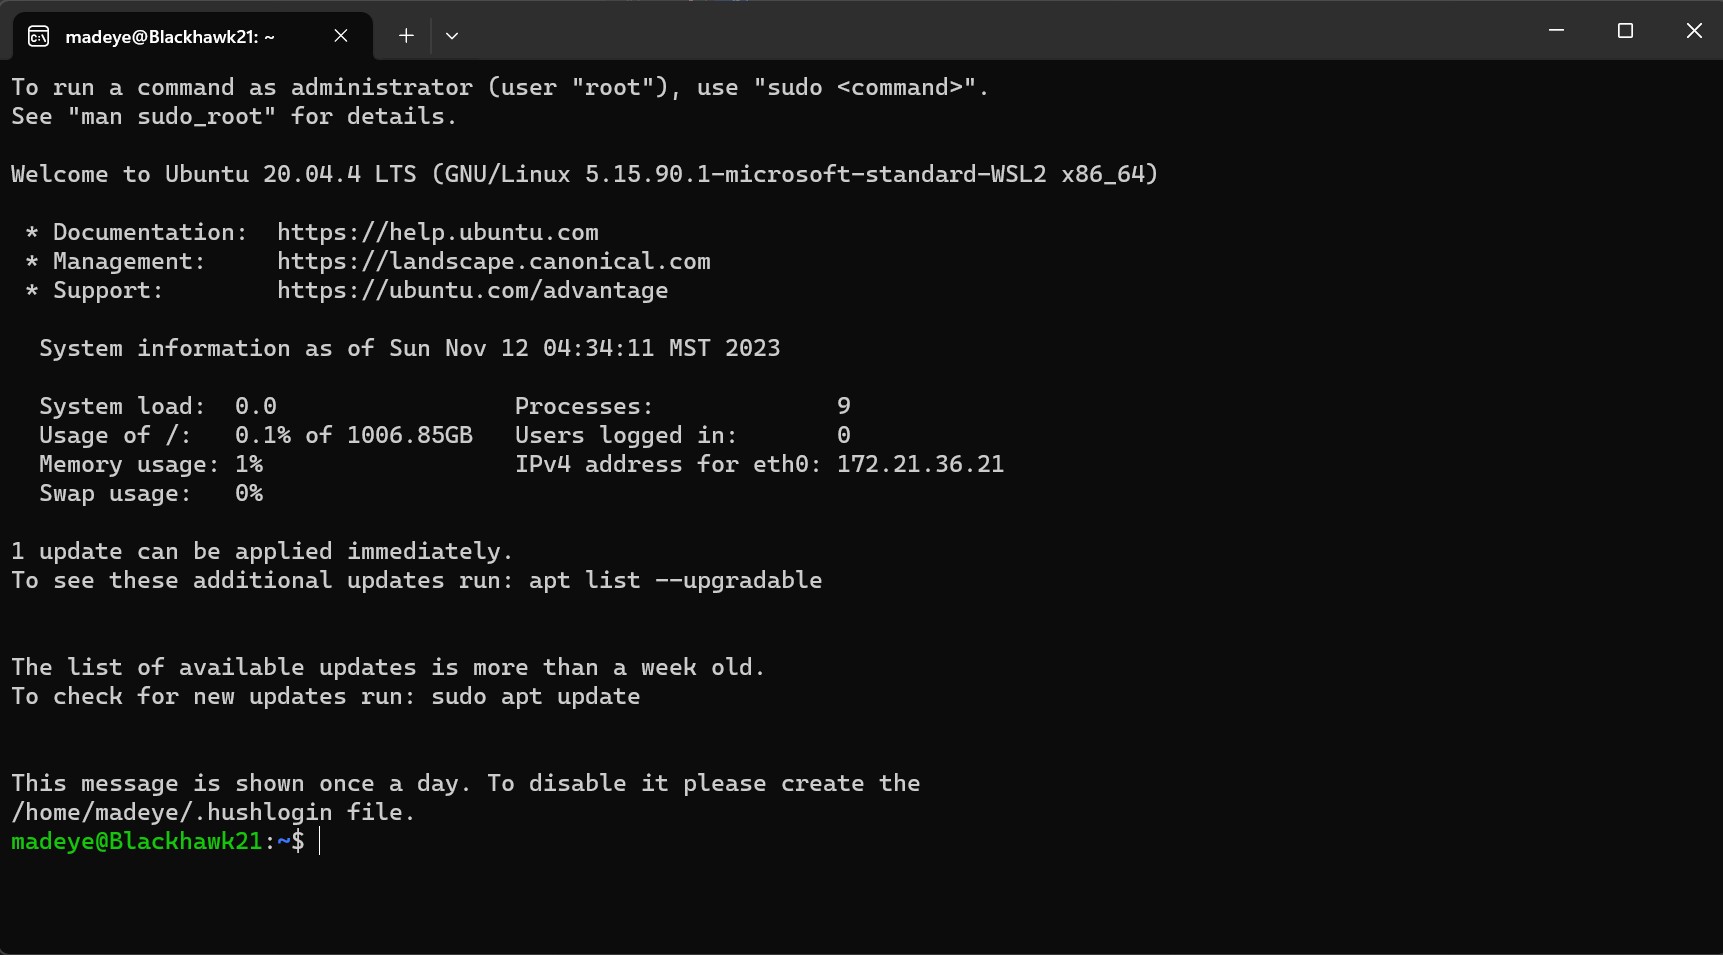 madeye@Blackhawk21: ~
To run a command as administrator (user "root"), use "sudo <command>".
See "man sudo_root" for details.
Welcome to Ubuntu 20.04.4 LTS (GNU/Linux 5.15.90.1-microsoft-standard-WSL2 x86_64)
* Documentation:  https://help.ubuntu.com
* Management:     https://landscape.canonical.com
* Support:        https://ubuntu.com/advantage
System information as of Sun Nov 12 04:34:11 MST 2023
System load:  0.0                 Processes:             9
Usage of /:   0.1% of 1006.85GB   Users logged in:       0
Memory usage: 1%                  IPv4 address for eth0: 172.21.36.21
Swap usage:   0%
1 update can be applied immediately.
To see these additional updates run: apt list --upgradable
The list of available updates is more than a week old.
To check for new updates run: sudo apt update
This message is shown once a day. To disable it please create the
/home/madeye/.hushlogin file.
madeye@Blackhawk21:~$